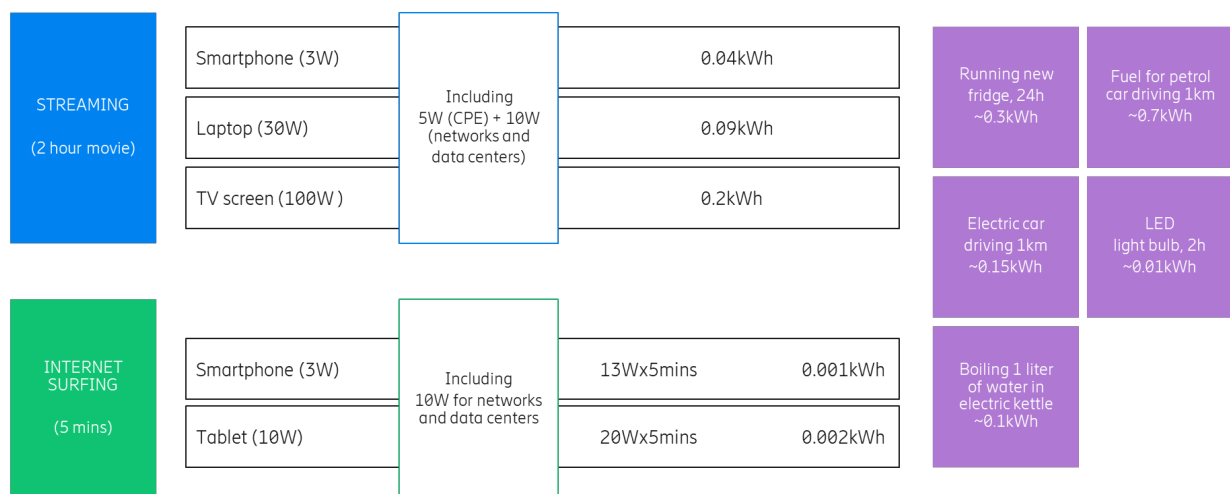 STREAMING
(2 hour movie)
Smartphone (3W)
Laptop (30W)
TV screen (100W )
Including
5W (CPE) + 10W
(networks and
data centers)
0.04kWh
0.09kWh
0.2kWh
INTERNET
SURFING
(5 mins)
Smartphone (3W)
Tablet (10W)
Including
10W for networks
and data centers
13Wx5mins 0.001kWh
20Wx5mins 0.002kWh
Running new
fridge, 24h
~0.3kWh
Fuel for petrol
car driving 1km
~0.7kWh
Electric car
driving 1km
~0.15kWh
LED
light bulb, 2h
~0.01kWh
Boiling 1 liter
of water in
electric kettle
~0.1kWh